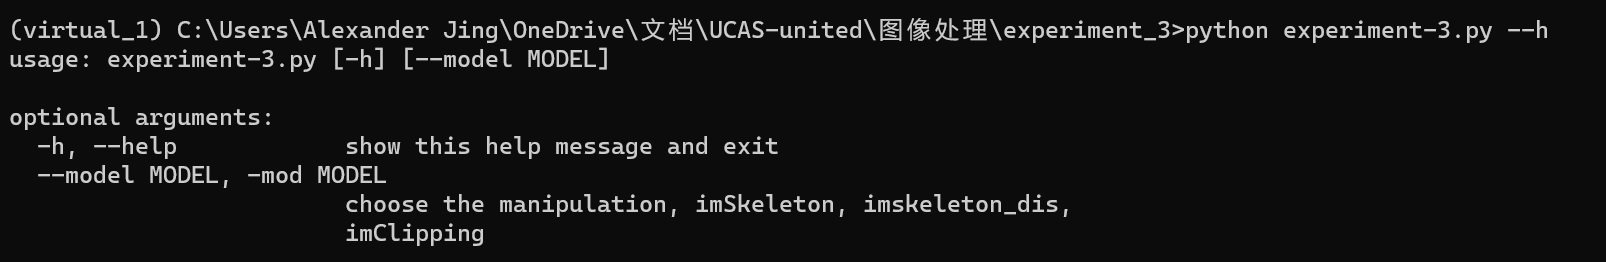 (virtual_1) C:\Users\Alexander Jing\OneDrive\文档\UCAS-united\图像处理\experiment_3>python experiment-3.py --h
usage: experiment-3.py [-h] [--model MODEL]
optional arguments:
-h, --help show this help message and exit
--model MODEL, -mod MODEL
choose the manipulation, imSkeleton, imskeleton_dis,
imClipping